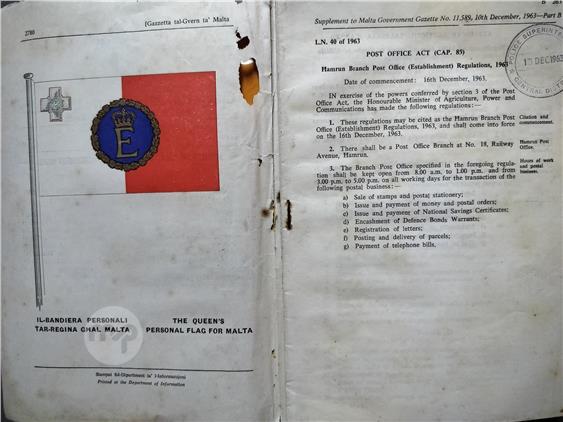 2780
[Gazzetta tal-Gvern ta' Malta
E
IL-BANDIERA PERSONALI
TAR-REGINA GHAL MALTA
THE QUEEN'S
PERSONAL FLAG FOR MALTA
Stampat fid-Dipartiment ta' l-Informazzjoni
Printed at the Department of Information
B 261
Supplement to Malta Government Gazette No. 11,589, 10th December, 1963—Part B
L.N. 40 of 1963
POST OFFICE ACT (CAP. 85)
Hamrun Branch Post Office (Establishment) Regulations, 1963
Date of commencement: 16th December, 1963.
IN exercise of the powers conferred by section 3 of the Post
Office Act, the Honourable Minister of Agriculture, Power and
Communications has made the following regulations:—
1. These regulations may be cited as the Hamrun Branch Post
Office (Establishment) Regulations, 1963, and shall come into force
on the 16th December, 1963.
Citation and
commencement.
2. There shall be a Post Office Branch at No. 18, Railway
Avenue, Hamrun.
Hamrun Post
Office.
3. The Branch Post Office specified in the foregoing regula-
tion shall be kept open from 8.00 a.m. to 1.00 p.m. and from
3.00 p.m. to 5.00 p.m. on all working days for the transaction of the
following postal business:—
Hours of work
and postal
business.
a) Sale of stamps and postal stationery;
b) Issue and payment of money and postal orders;
c) Issue and payment of National Savings Certificates;
d) Encashment of Defence Bonds Warrants;
e) Registration of letters;
f) Posting and delivery of parcels;
g) Payment of telephone bills.
POLICE SUPERINTE
DEC 1963
CENTRAL